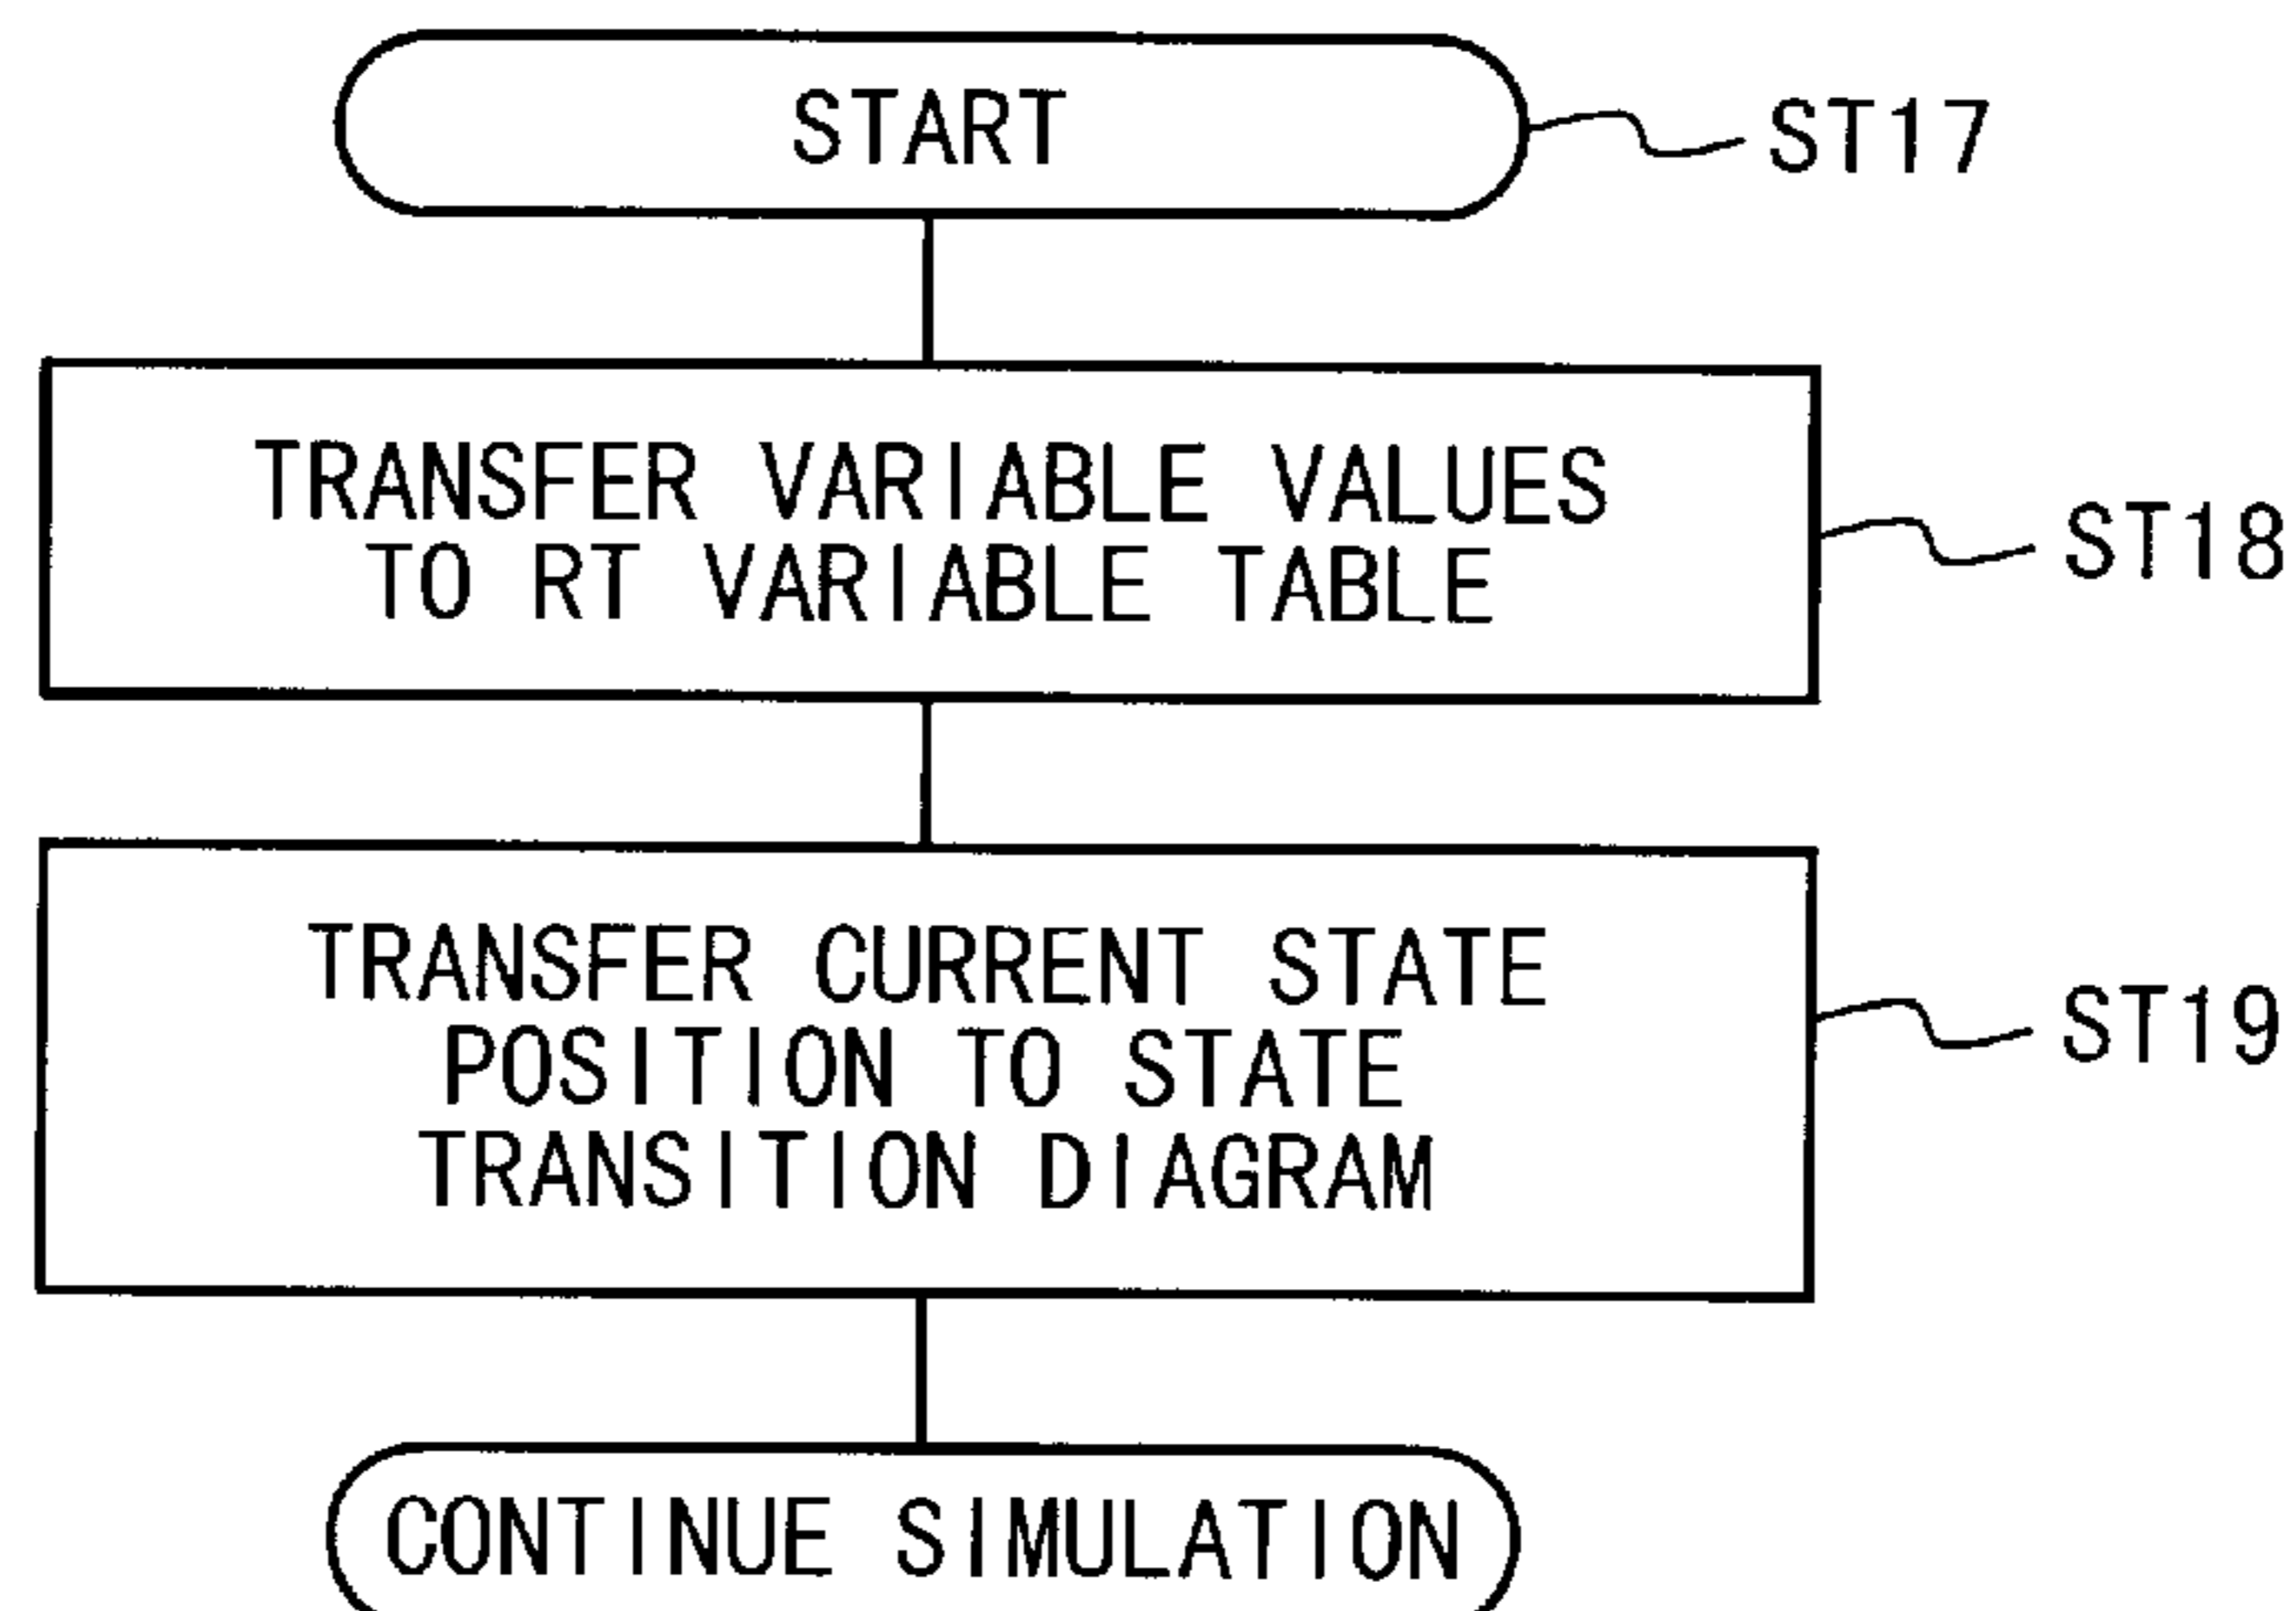 START
ST17
TRANSFER VARIABLE VALUES
TO RT VARIABLE TABLE
ST18
TRANSFER CURRENT STATE
POSITION TO STATE
TRANSITION DIAGRAM
ST19
CONTINUE SIMULATION